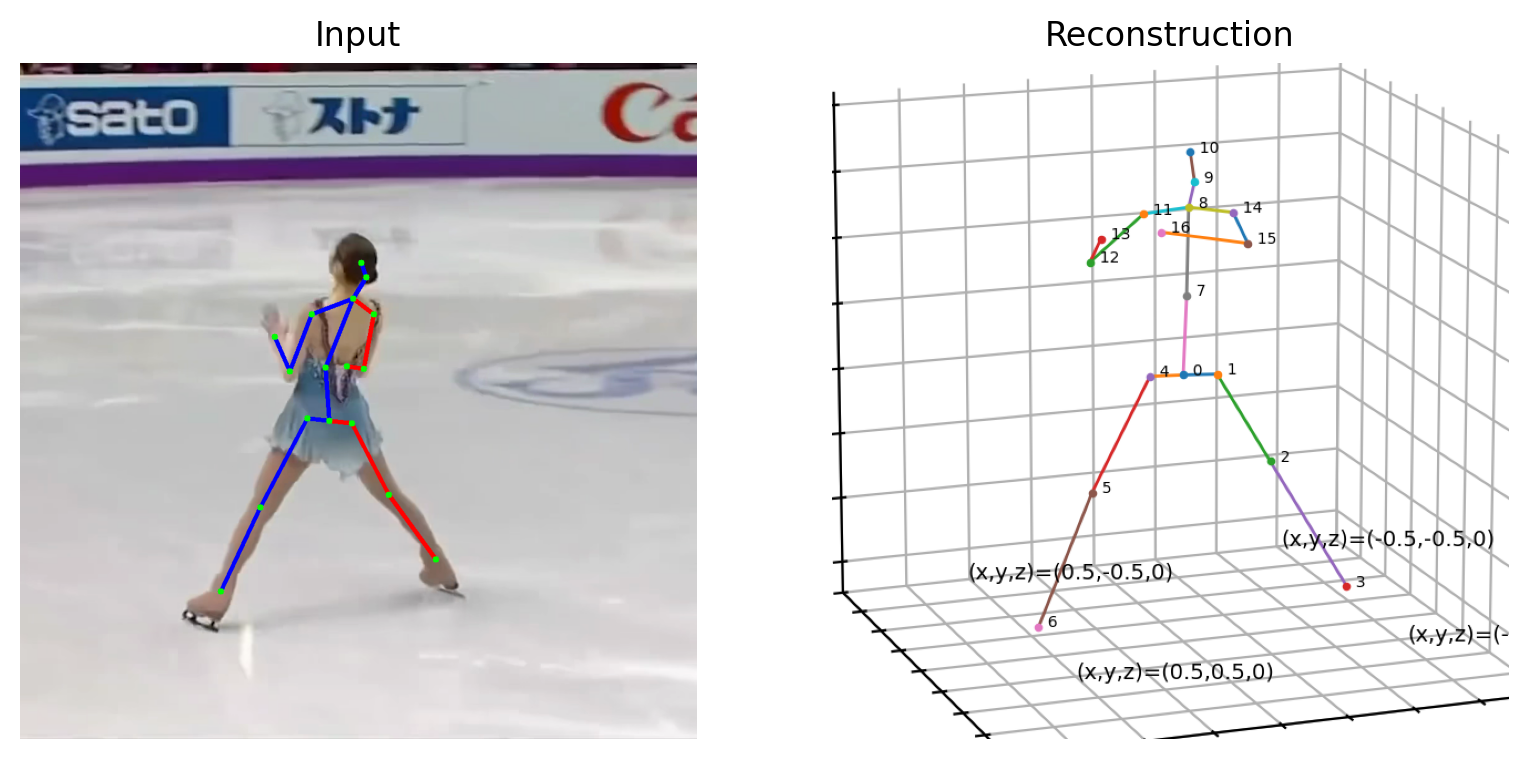 Input
Reconstruction
sato
ストナ
Ca
10
9
8
11
14
16
13
15
12
7
4
0
1
5
2
(x,y,z)=(-0.5,-0.5,0)
(x,y,z)=(0.5,-0.5,0)
3
6
(x,y,z)=(-
(x,y,z)=(0.5,0.5,0)